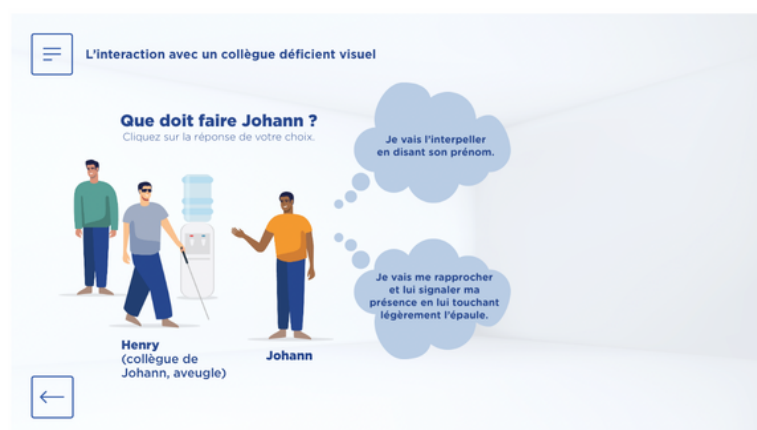 L'interaction avec un collègue déficient visuel
Que doit faire Johann ?
Cliquez sur la réponse de votre choix.
Je vais l'interpeller
en disant son prénom.
Je vais me rapprocher
et lui signaler ma
présence en lui touchant
légèrement l'épaule.
Henry
(collègue de
Johann, aveugle)
Johann